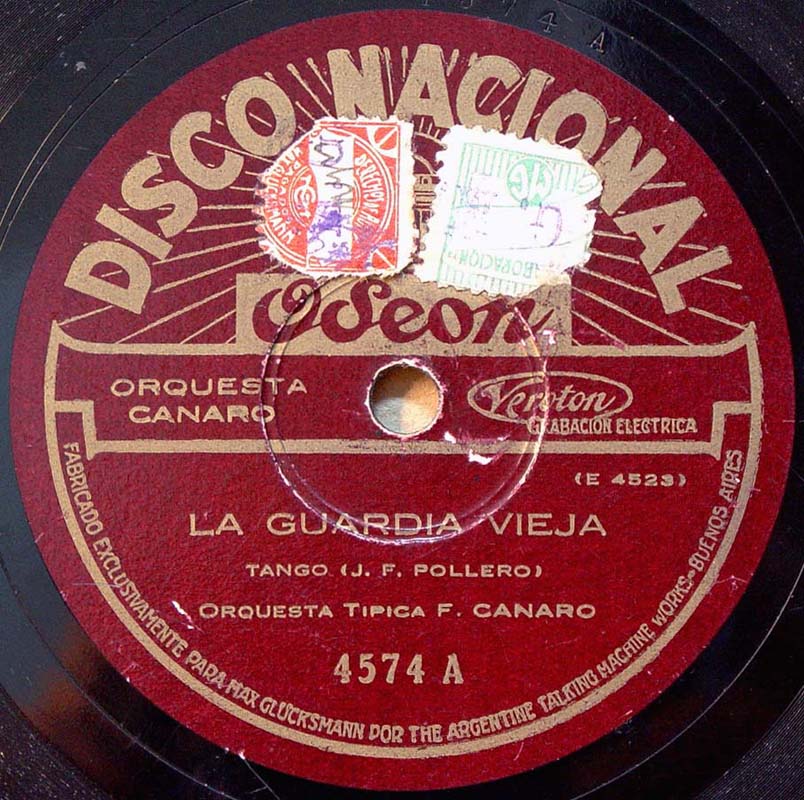 4574 A
DISCO NACIONAL
Odeon
ORQUESTA
CANARO
Veroton
GRABACION ELECTRICA
(E 4523)
LA GUARDIA VIEJA
TANGO (J. F. POLLERO)
ORQUESTA TIPICA F. CANARO
4574 A
FABRICADO EXCLUSIVAMENTE PARA MAX GLÜCKSMANN POR THE ARGENTINE TALKING MACHINE WORKS-BUENOS AIRES